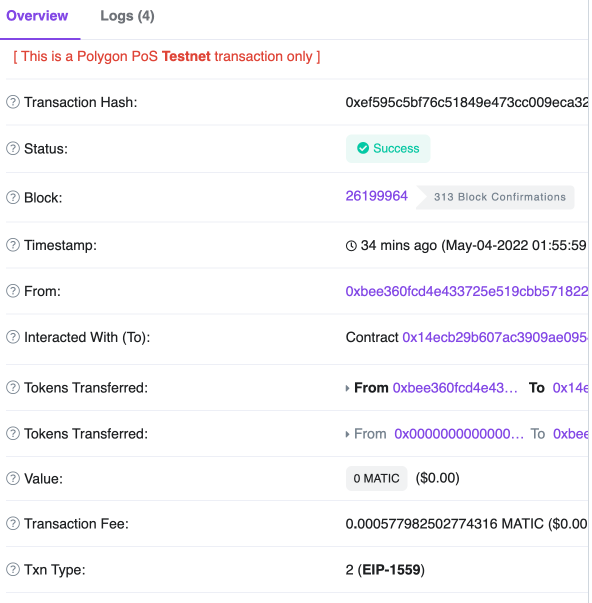 Overview Logs (4)
[ This is a Polygon PoS Testnet transaction only ]
Transaction Hash: 0xef595c5bf76c51849e473cc009eca32
Status: Success
Block: 26199964 313 Block Confirmations
Timestamp: 34 mins ago (May-04-2022 01:55:59
From: 0xbee360fcd4e433725e519cbb571822
Interacted With (To): Contract 0x14ecb29b607ac3909ae095
Tokens Transferred: From 0xbee360fcd4e43... To 0x14e
Tokens Transferred: From 0x0000000000000... To 0xbee
Value: 0 MATIC ($0.00)
Transaction Fee: 0.000577982502774316 MATIC ($0.00
Txn Type: 2 (EIP-1559)